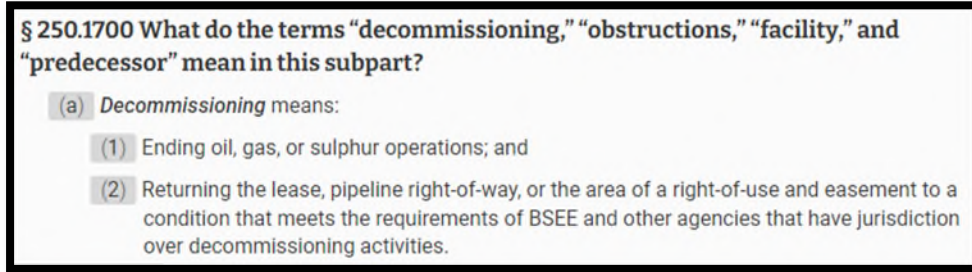 § 250.1700 What do the terms “decommissioning,” “obstructions,” “facility,” and
“predecessor” mean in this subpart?
(a) Decommissioning means:
(1) Ending oil, gas, or sulphur operations; and
(2) Returning the lease, pipeline right-of-way, or the area of a right-of-use and easement to a
condition that meets the requirements of BSEE and other agencies that have jurisdiction
over decommissioning activities.